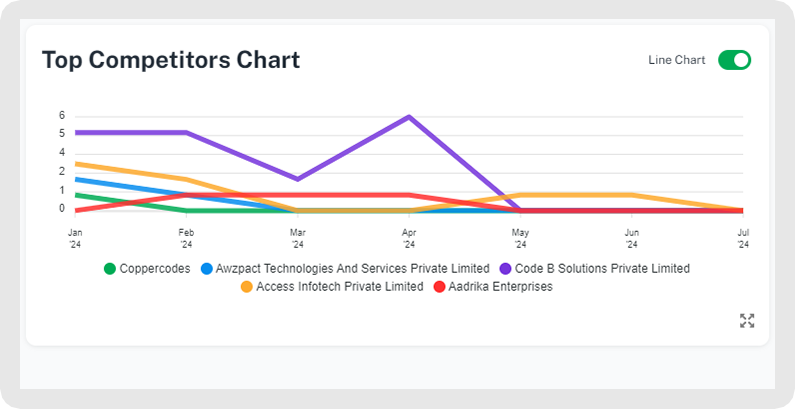 Top Competitors Chart
Line Chart
6
5
4
2
1
0
Jan Feb Mar Apr May Jun Jul
'24 '24 '24 '24 '24 '24 '24
Coppercodes Awzpact Technologies And Services Private Limited Code B Solutions Private Limited
Access Infotech Private Limited Aadrika Enterprises